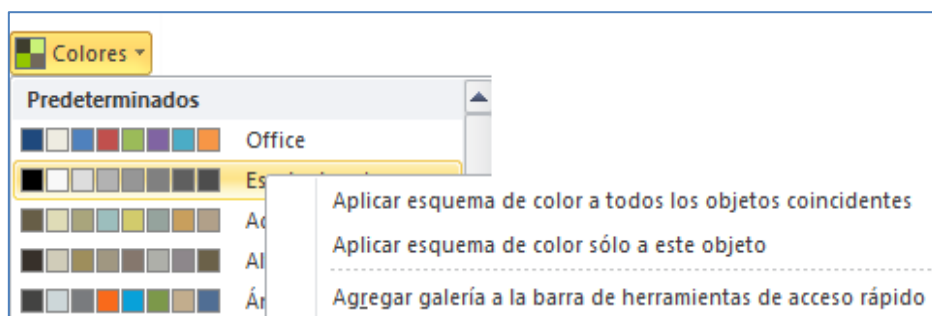 Colores
Predeterminados
Office
Aplicar esquema de color a todos los objetos coincidentes
Aplicar esquema de color sólo a este objeto
Agregar galería a la barra de herramientas de acceso rápido